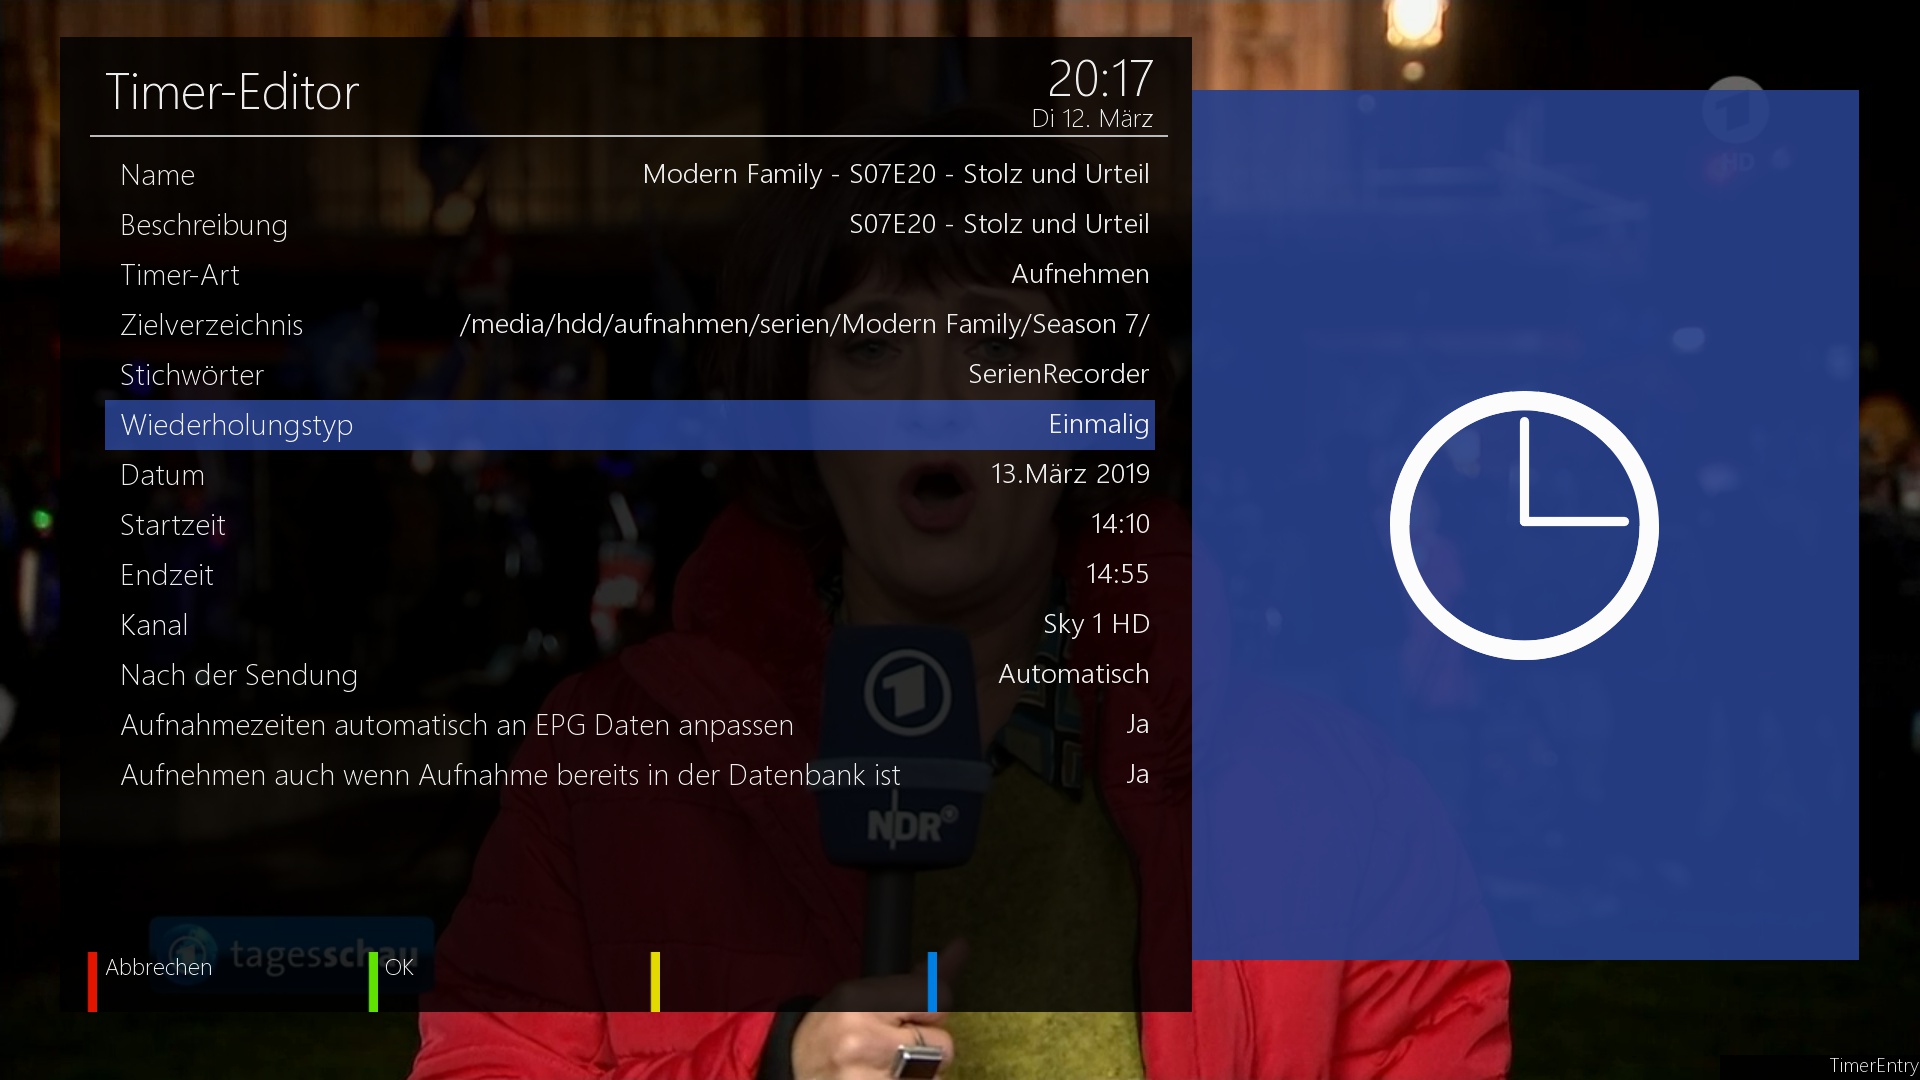 Timer-Editor
20:17
Di 12. März
Name Modern Family - S07E20 - Stolz und Urteil
Beschreibung S07E20 - Stolz und Urteil
Timer-Art Aufnehmen
Zielverzeichnis /media/hdd/aufnahmen/serien/Modern Family/Season 7/
Stichwörter SerienRecorder
Wiederholungstyp Einmalig
Datum 13.März 2019
Startzeit 14:10
Endzeit 14:55
Kanal Sky 1 HD
Nach der Sendung Automatisch
Aufnahmezeiten automatisch an EPG Daten anpassen Ja
Aufnehmen auch wenn Aufnahme bereits in der Datenbank ist Ja
1
NDR
HD
tagesschau
Abbrechen OK
TimerEntry